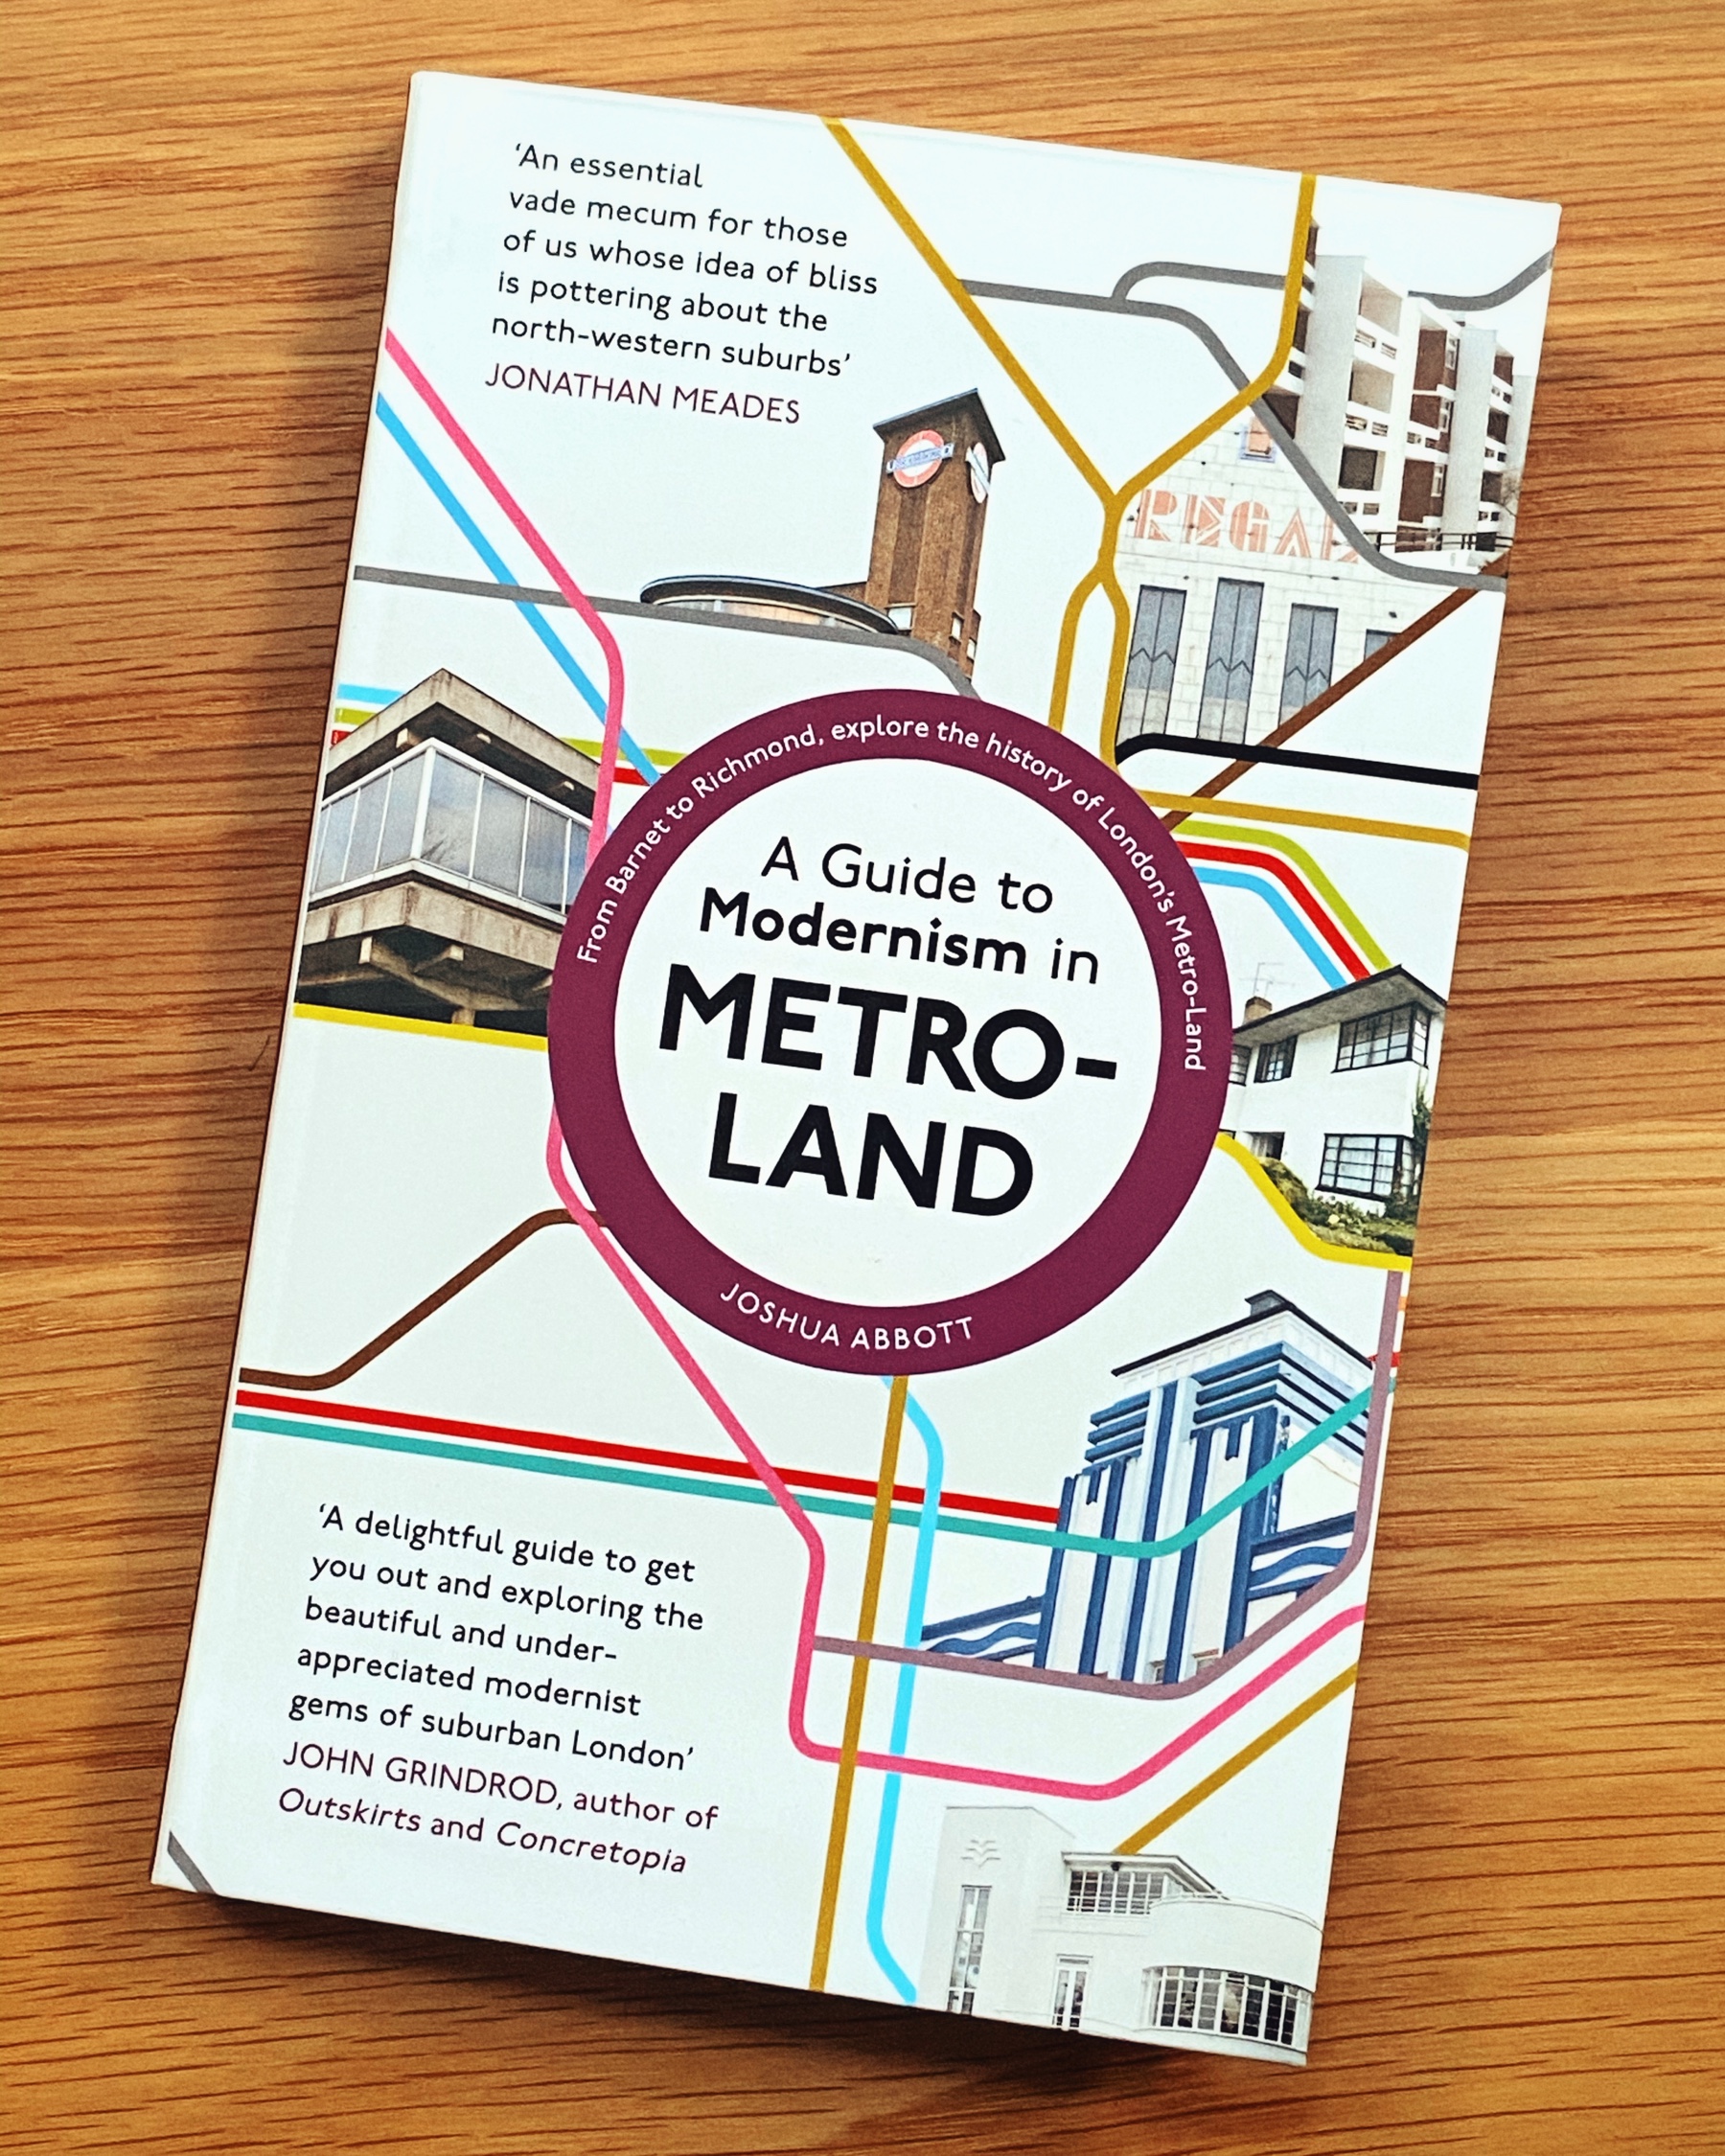 'An essential
vade mecum for those
of us whose idea of bliss
is pottering about the
north-western suburbs'
JONATHAN MEADES
REGAL
From Barnet to Richmond, explore the history of London's Metro-Land
A Guide to
Modernism in
METRO-
LAND
JOSHUA ABBOTT
'A delightful guide to get
you out and exploring the
beautiful and under-
appreciated modernist
gems of suburban London'
JOHN GRINDROD, author of
Outskirts and Concretopia